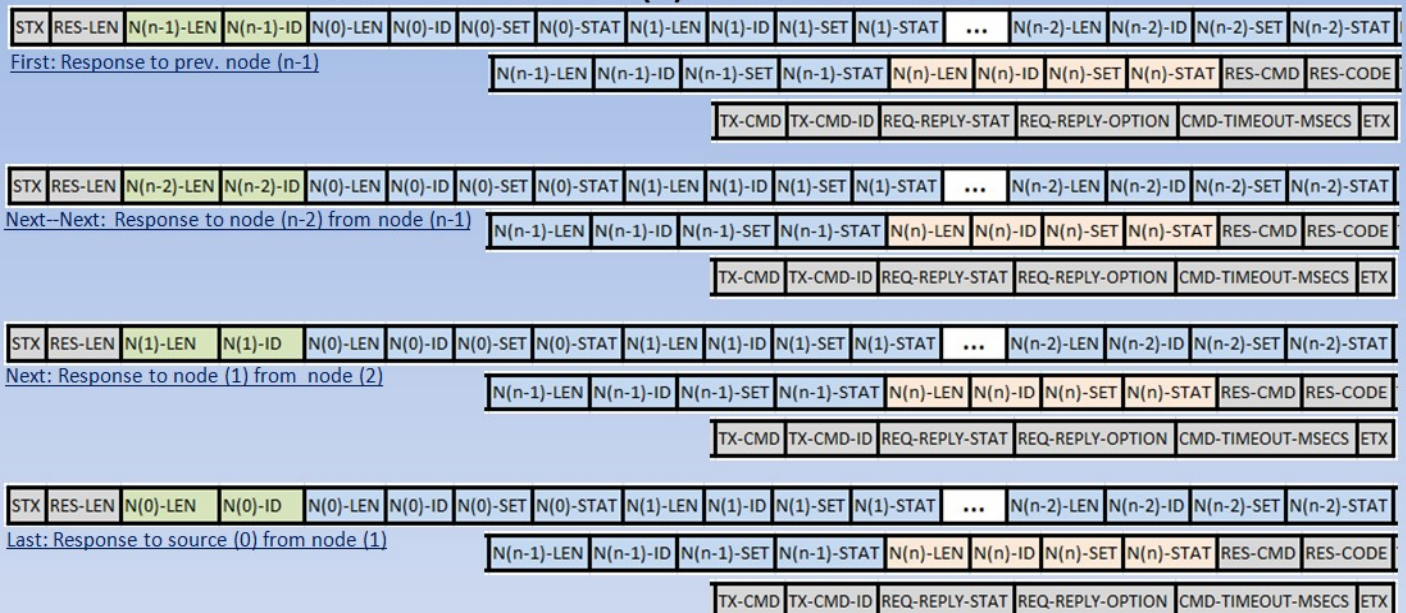 STX RES-LEN N(n-1)-LEN N(n-1)-ID N(0)-LEN N(0)-ID N(0)-SET N(0)-STAT N(1)-LEN N(1)-ID N(1)-SET N(1)-STAT ... N(n-2)-LEN N(n-2)-ID N(n-2)-SET N(n-2)-STAT
First: Response to prev. node (n-1)
N(n-1)-LEN N(n-1)-ID N(n-1)-SET N(n-1)-STAT N(n)-LEN N(n)-ID N(n)-SET N(n)-STAT RES-CMD RES-CODE
TX-CMD TX-CMD-ID REQ-REPLY-STAT REQ-REPLY-OPTION CMD-TIMEOUT-MSECS ETX
STX RES-LEN N(n-2)-LEN N(n-2)-ID N(0)-LEN N(0)-ID N(0)-SET N(0)-STAT N(1)-LEN N(1)-ID N(1)-SET N(1)-STAT ... N(n-2)-LEN N(n-2)-ID N(n-2)-SET N(n-2)-STAT
Next--Next: Response to node (n-2) from node (n-1)
N(n-1)-LEN N(n-1)-ID N(n-1)-SET N(n-1)-STAT N(n)-LEN N(n)-ID N(n)-SET N(n)-STAT RES-CMD RES-CODE
TX-CMD TX-CMD-ID REQ-REPLY-STAT REQ-REPLY-OPTION CMD-TIMEOUT-MSECS ETX
STX RES-LEN N(1)-LEN N(1)-ID N(0)-LEN N(0)-ID N(0)-SET N(0)-STAT N(1)-LEN N(1)-ID N(1)-SET N(1)-STAT ... N(n-2)-LEN N(n-2)-ID N(n-2)-SET N(n-2)-STAT
Next: Response to node (1) from node (2)
N(n-1)-LEN N(n-1)-ID N(n-1)-SET N(n-1)-STAT N(n)-LEN N(n)-ID N(n)-SET N(n)-STAT RES-CMD RES-CODE
TX-CMD TX-CMD-ID REQ-REPLY-STAT REQ-REPLY-OPTION CMD-TIMEOUT-MSECS ETX
STX RES-LEN N(0)-LEN N(0)-ID N(0)-LEN N(0)-ID N(0)-SET N(0)-STAT N(1)-LEN N(1)-ID N(1)-SET N(1)-STAT ... N(n-2)-LEN N(n-2)-ID N(n-2)-SET N(n-2)-STAT
Last: Response to source (0) from node (1)
N(n-1)-LEN N(n-1)-ID N(n-1)-SET N(n-1)-STAT N(n)-LEN N(n)-ID N(n)-SET N(n)-STAT RES-CMD RES-CODE
TX-CMD TX-CMD-ID REQ-REPLY-STAT REQ-REPLY-OPTION CMD-TIMEOUT-MSECS ETX